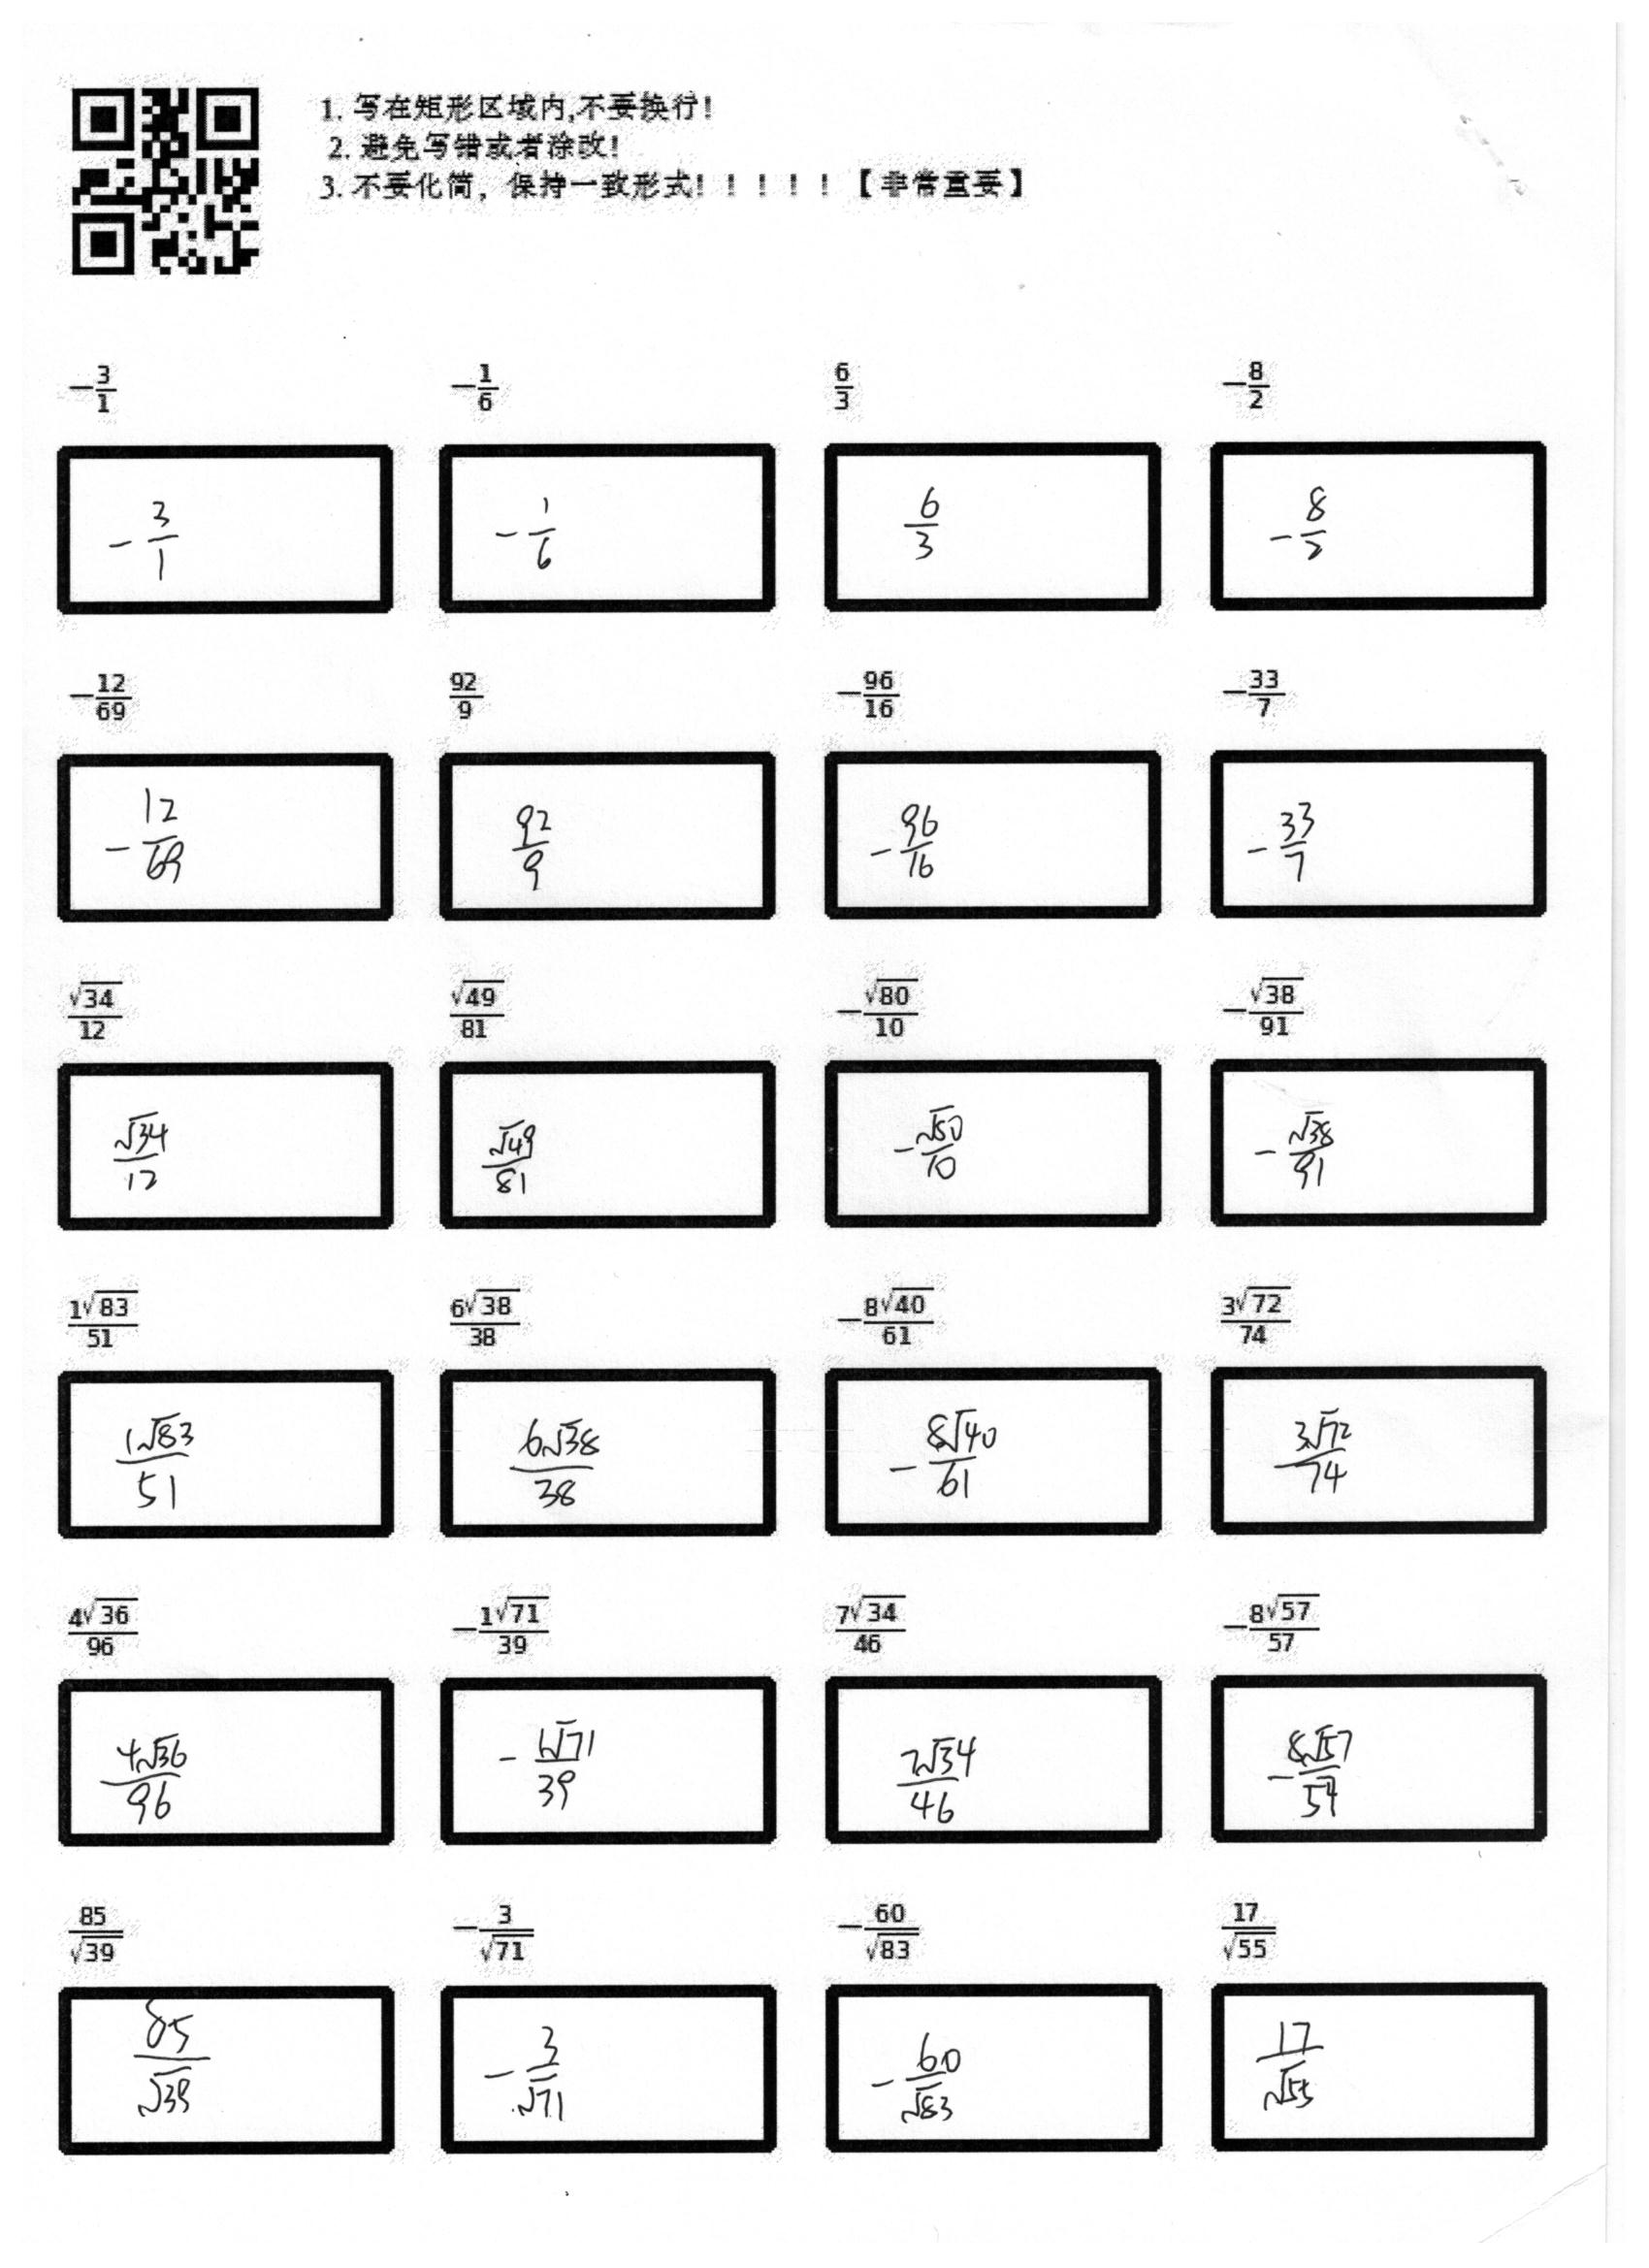 1. 写在矩形区域内,不要换行!
2. 避免写错或者涂改!
3. 不要化简，保持一致形式！！！！！【非常重要】
-\frac{3}{1} -\frac{1}{6} \frac{6}{3} -\frac{8}{2}
-\frac{3}{1} -\frac{1}{6} \frac{6}{3} -\frac{8}{2}
-\frac{12}{69} \frac{92}{9} -\frac{96}{16} -\frac{33}{7}
-\frac{12}{69} \frac{92}{9} -\frac{96}{16} -\frac{33}{7}
\frac{\sqrt{34}}{12} \frac{\sqrt{49}}{81} -\frac{\sqrt{80}}{10} -\frac{\sqrt{38}}{91}
\frac{\sqrt{34}}{12} \frac{\sqrt{49}}{81} -\frac{\sqrt{80}}{10} -\frac{\sqrt{38}}{91}
\frac{1\sqrt{83}}{51} \frac{6\sqrt{38}}{38} -\frac{8\sqrt{40}}{61} \frac{3\sqrt{72}}{74}
\frac{1\sqrt{83}}{51} \frac{6\sqrt{38}}{38} -\frac{8\sqrt{40}}{61} \frac{3\sqrt{72}}{74}
\frac{4\sqrt{36}}{96} -\frac{1\sqrt{71}}{39} \frac{7\sqrt{34}}{46} -\frac{8\sqrt{57}}{57}
\frac{4\sqrt{36}}{96} -\frac{1\sqrt{71}}{39} \frac{7\sqrt{34}}{46} -\frac{8\sqrt{57}}{57}
\frac{85}{\sqrt{39}} -\frac{3}{\sqrt{71}} -\frac{60}{\sqrt{83}} \frac{17}{\sqrt{55}}
\frac{85}{\sqrt{39}} -\frac{3}{\sqrt{71}} -\frac{60}{\sqrt{83}} \frac{17}{\sqrt{55}}